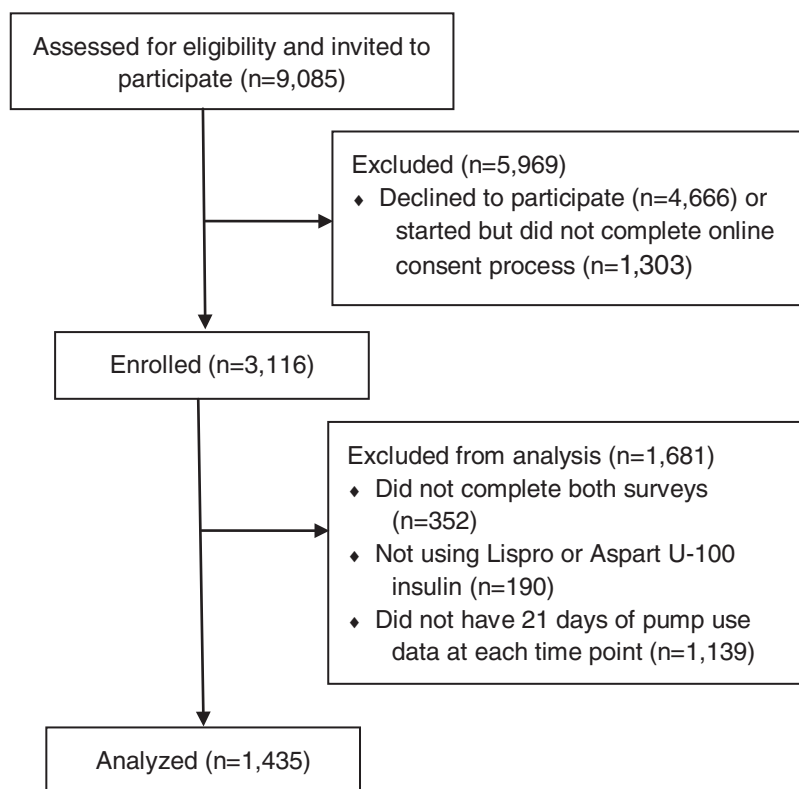 Assessed for eligibility and invited to
participate (n=9,085)
Excluded (n=5,969)
♦ Declined to participate (n=4,666) or
started but did not complete online
consent process (n=1,303)
Enrolled (n=3,116)
Excluded from analysis (n=1,681)
♦ Did not complete both surveys
(n=352)
♦ Not using Lispro or Aspart U-100
insulin (n=190)
♦ Did not have 21 days of pump use
data at each time point (n=1,139)
Analyzed (n=1,435)